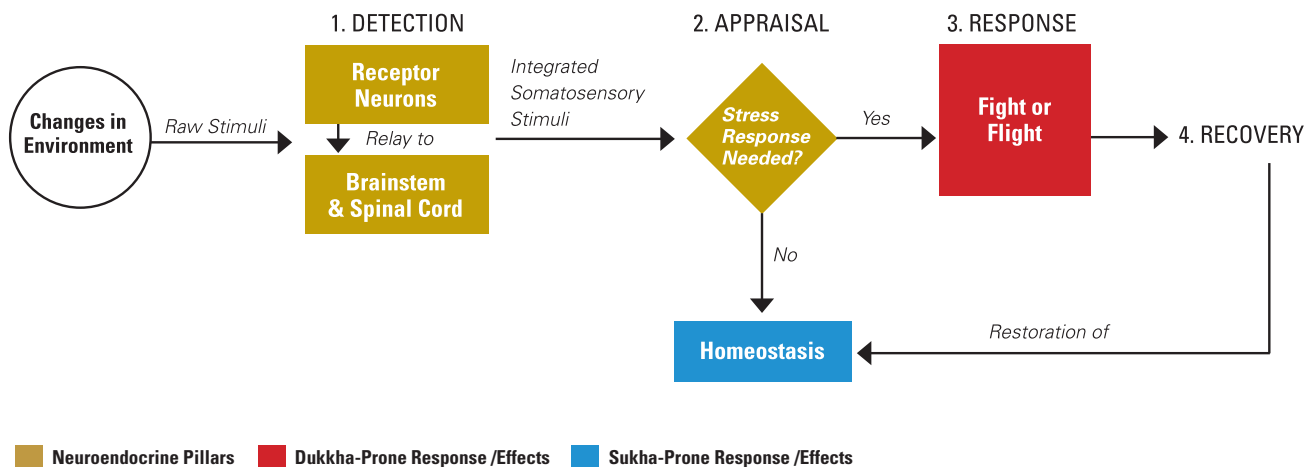 1. DETECTION
2. APPRAISAL
3. RESPONSE
Changes in
Environment
Raw Stimuli
Receptor
Neurons
Relay to
Brainstem
& Spinal Cord
Integrated
Somatosensory
Stimuli
Stress
Response
Needed?
Yes
Fight or
Flight
4. RECOVERY
No
Homeostasis
Restoration of
Neuroendocrine Pillars
Dukkha-Prone Response /Effects
Sukha-Prone Response /Effects